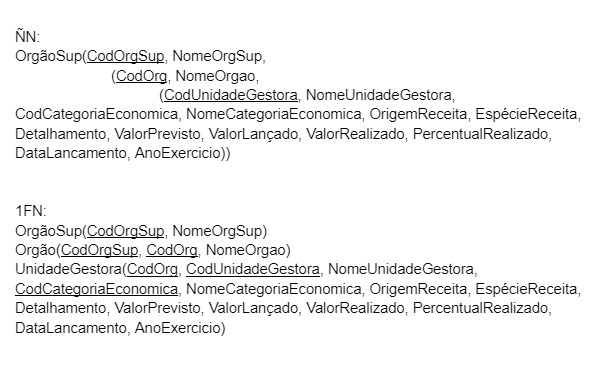 ÑN:
OrgãoSup(CodOrgSup, NomeOrgSup,
(CodOrg, NomeOrgao,
(CodUnidadeGestora, NomeUnidadeGestora,
CodCategoriaEconomica, NomeCategoriaEconomica, OrigemReceita, EspécieReceita,
Detalhamento, ValorPrevisto, ValorLançado, ValorRealizado, PercentualRealizado,
DataLancamento, AnoExercicio))
1FN:
OrgãoSup(CodOrgSup, NomeOrgSup)
Orgão(CodOrgSup, CodOrg, NomeOrgao)
UnidadeGestora(CodOrg, CodUnidadeGestora, NomeUnidadeGestora,
CodCategoriaEconomica, NomeCategoriaEconomica, OrigemReceita, EspécieReceita,
Detalhamento, ValorPrevisto, ValorLançado, ValorRealizado, PercentualRealizado,
DataLancamento, AnoExercicio)